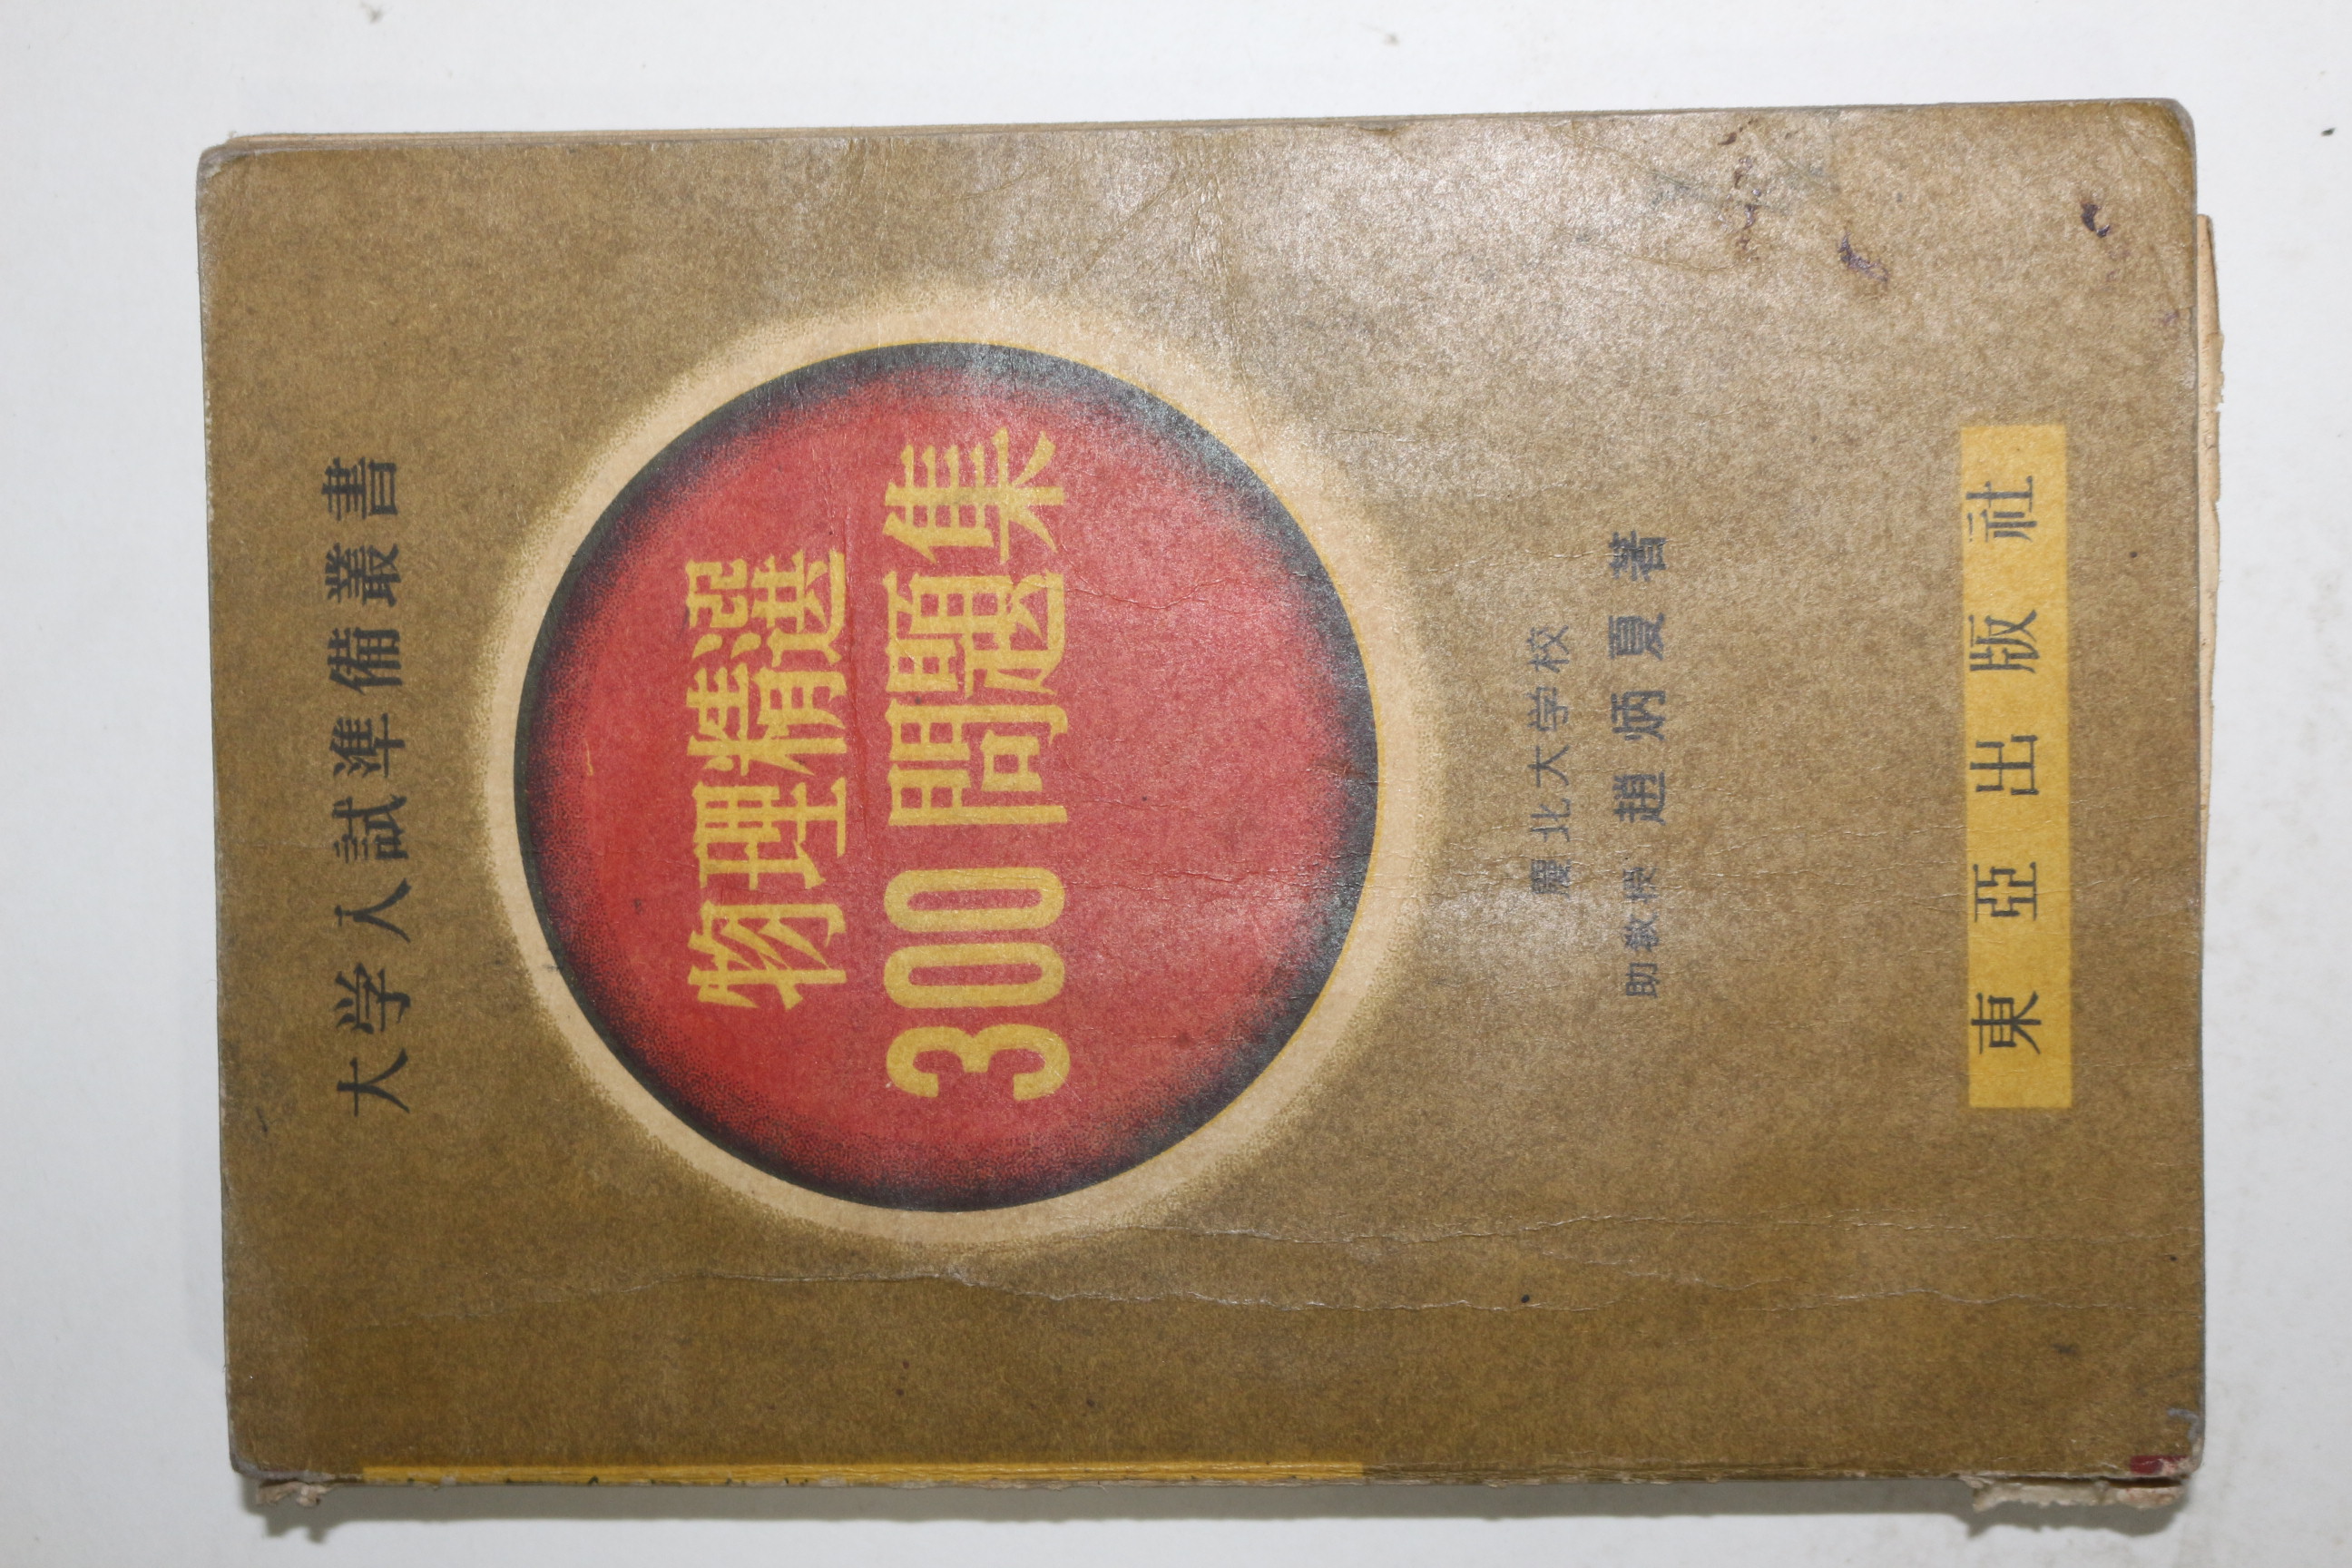 大学入試準備叢書
物理精選
300問題集
慶北大学校
助教授 趙炳夏 著
東亞出版社